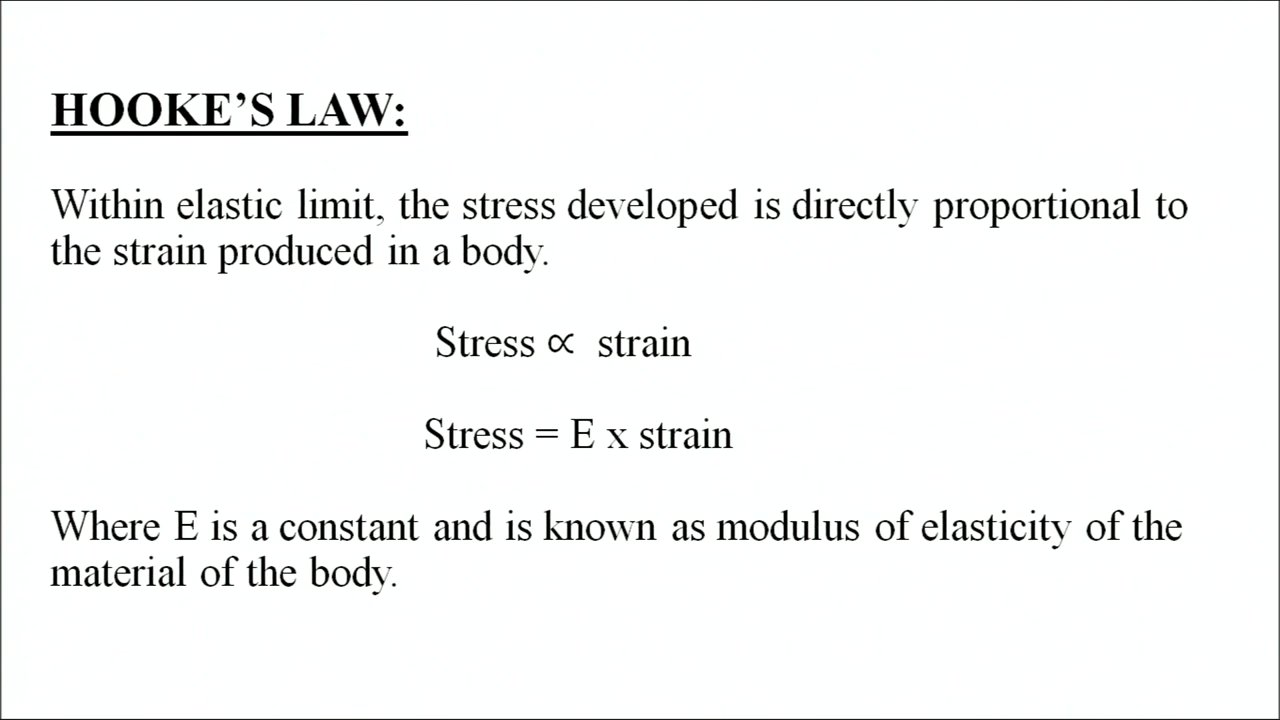 HOOKE’S LAW:
Within elastic limit, the stress developed is directly proportional to
the strain produced in a body.
Stress ∝ strain
Stress = E x strain
Where E is a constant and is known as modulus of elasticity of the
material of the body.